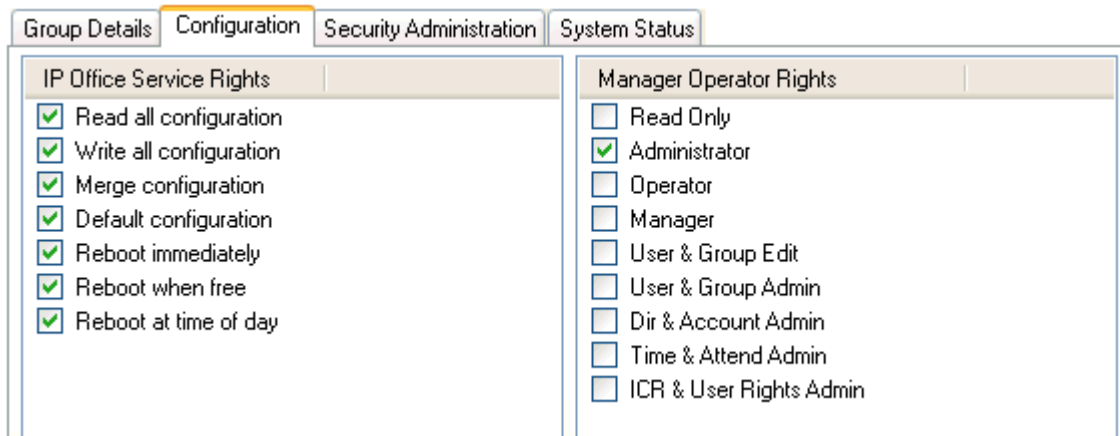 Group Details Configuration Security Administration System Status
IP Office Service Rights
Read all configuration
Write all configuration
Merge configuration
Default configuration
Reboot immediately
Reboot when free
Reboot at time of day
Manager Operator Rights
Read Only
Administrator
Operator
Manager
User & Group Edit
User & Group Admin
Dir & Account Admin
Time & Attend Admin
ICR & User Rights Admin